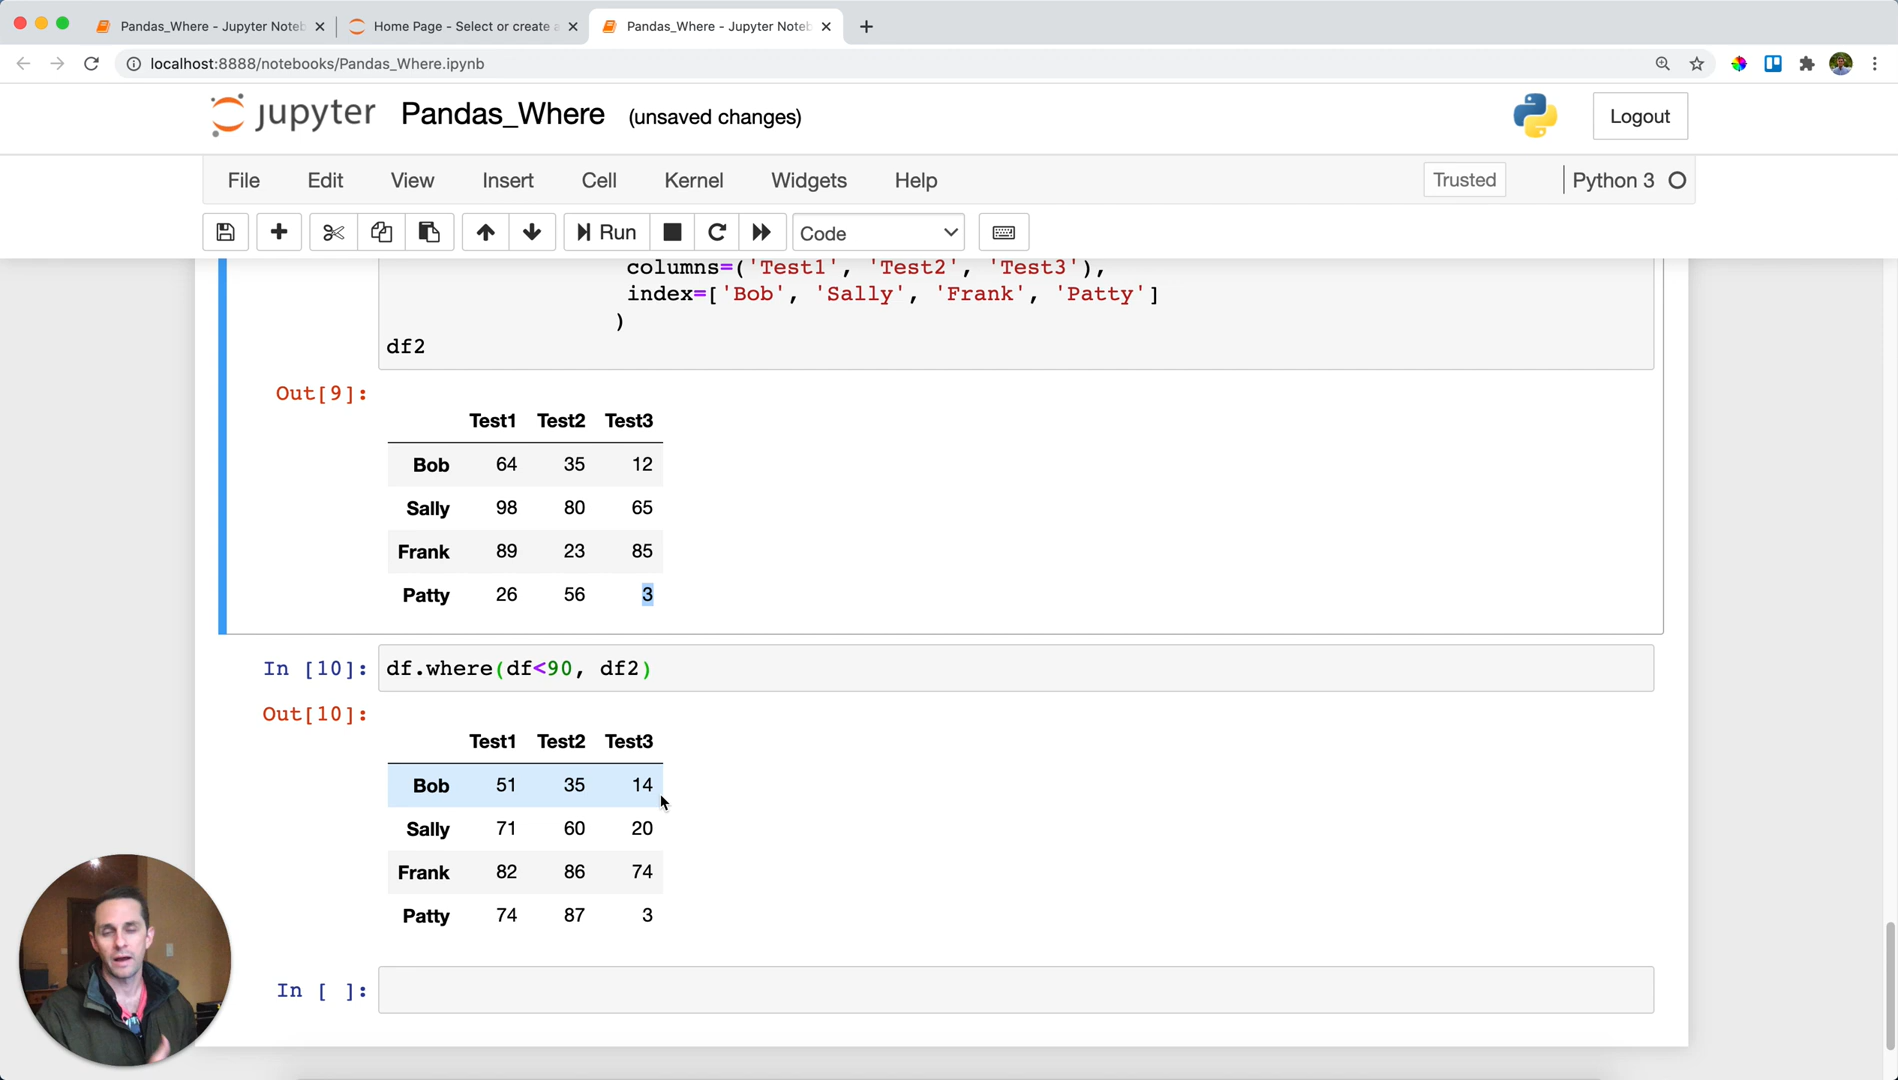 Pandas_Where - Jupyter Noteb
Home Page - Select or create a
Pandas_Where - Jupyter Noteb
localhost:8888/notebooks/Pandas_Where.ipynb
jupyter Pandas_Where (unsaved changes)
Logout
File Edit View Insert Cell Kernel Widgets Help Trusted Python 3
Run Code
columns=('Test1', 'Test2', 'Test3'),
index=['Bob', 'Sally', 'Frank', 'Patty']
)
df2
Out[9]:
Test1 Test2 Test3
Bob 64 35 12
Sally 98 80 65
Frank 89 23 85
Patty 26 56 3
In [10]: df.where(df<90, df2)
Out[10]:
Test1 Test2 Test3
Bob 51 35 14
Sally 71 60 20
Frank 82 86 74
Patty 74 87 3
In [ ]: